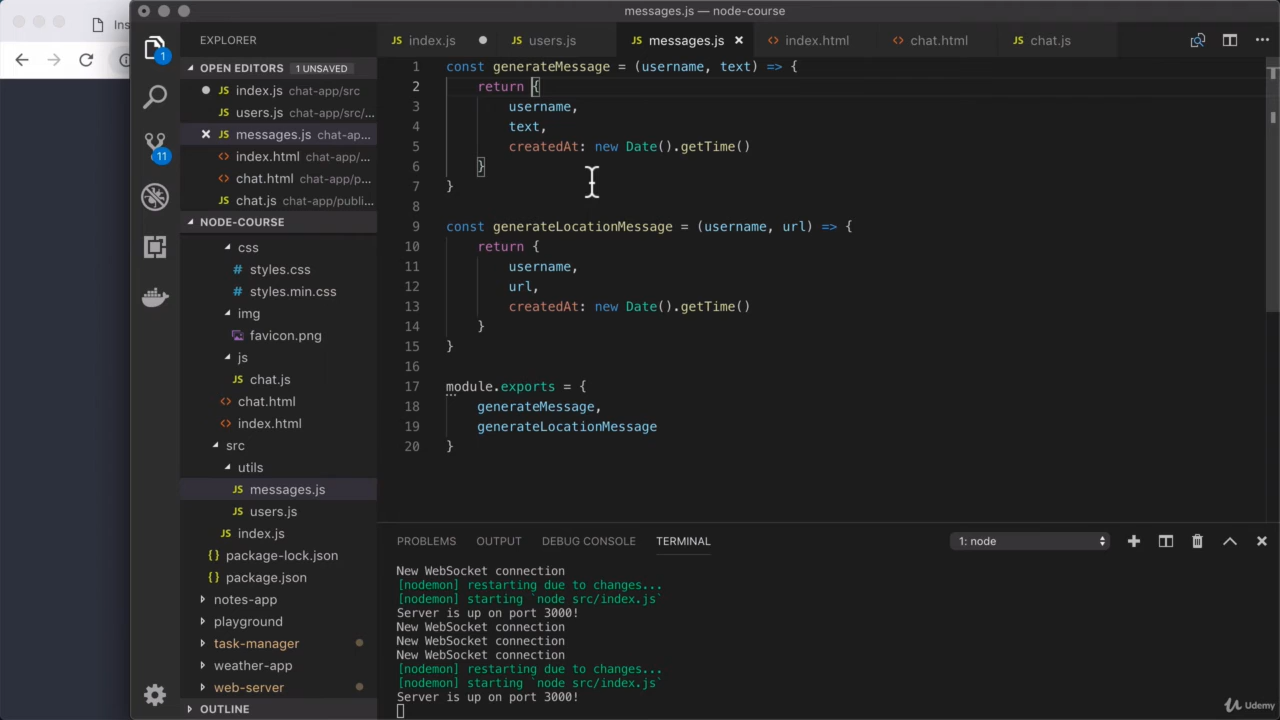 Ins
messages.js — node-course
EXPLORER
JS index.js
JS users.js
JS messages.js
<> index.html
<> chat.html
JS chat.js
1
OPEN EDITORS 1 UNSAVED
JS index.js chat-app/src
JS users.js chat-app/src/...
JS messages.js chat-ap...
<> index.html chat-app/p...
<> chat.html chat-app/p...
JS chat.js chat-app/publi...
11
NODE-COURSE
css
# styles.css
# styles.min.css
img
favicon.png
js
JS chat.js
<> chat.html
<> index.html
src
utils
JS messages.js
JS users.js
JS index.js
{} package-lock.json
{} package.json
notes-app
playground
task-manager
weather-app
web-server
OUTLINE
1 const generateMessage = (username, text) => {
2 return {
3 username,
4 text,
5 createdAt: new Date().getTime()
6 }
7 }
8
9 const generateLocationMessage = (username, url) => {
10 return {
11 username,
12 url,
13 createdAt: new Date().getTime()
14 }
15 }
16
17 module.exports = {
18 generateMessage,
19 generateLocationMessage
20 }
PROBLEMS OUTPUT DEBUG CONSOLE TERMINAL 1: node
New WebSocket connection
[nodemon] restarting due to changes...
[nodemon] starting `node src/index.js`
Server is up on port 3000!
New WebSocket connection
New WebSocket connection
New WebSocket connection
[nodemon] restarting due to changes...
[nodemon] starting `node src/index.js`
Server is up on port 3000!
Udemy